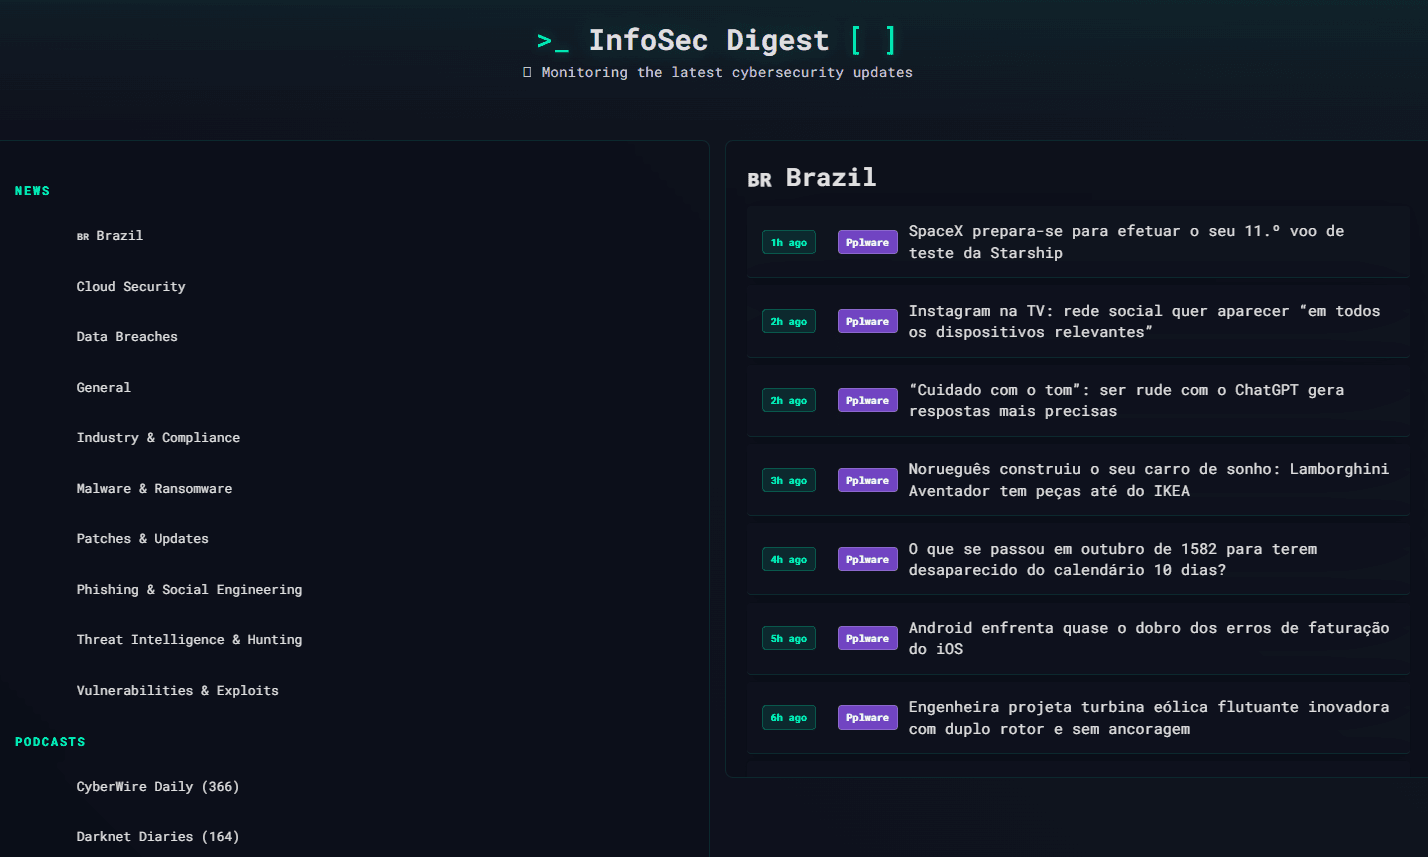 >_ InfoSec Digest [ ]
Monitoring the latest cybersecurity updates
NEWS
BR Brazil
Cloud Security
Data Breaches
General
Industry & Compliance
Malware & Ransomware
Patches & Updates
Phishing & Social Engineering
Threat Intelligence & Hunting
Vulnerabilities & Exploits
PODCASTS
CyberWire Daily (366)
Darknet Diaries (164)
BR Brazil
1h ago Pplware SpaceX prepara-se para efetuar o seu 11.º voo de
teste da Starship
2h ago Pplware Instagram na TV: rede social quer aparecer “em todos
os dispositivos relevantes”
2h ago Pplware “Cuidado com o tom”: ser rude com o ChatGPT gera
respostas mais precisas
3h ago Pplware Norueguês construiu o seu carro de sonho: Lamborghini
Aventador tem peças até do IKEA
4h ago Pplware O que se passou em outubro de 1582 para terem
desaparecido do calendário 10 dias?
5h ago Pplware Android enfrenta quase o dobro dos erros de faturação
do iOS
6h ago Pplware Engenheira projeta turbina eólica flutuante inovadora
com duplo rotor e sem ancoragem